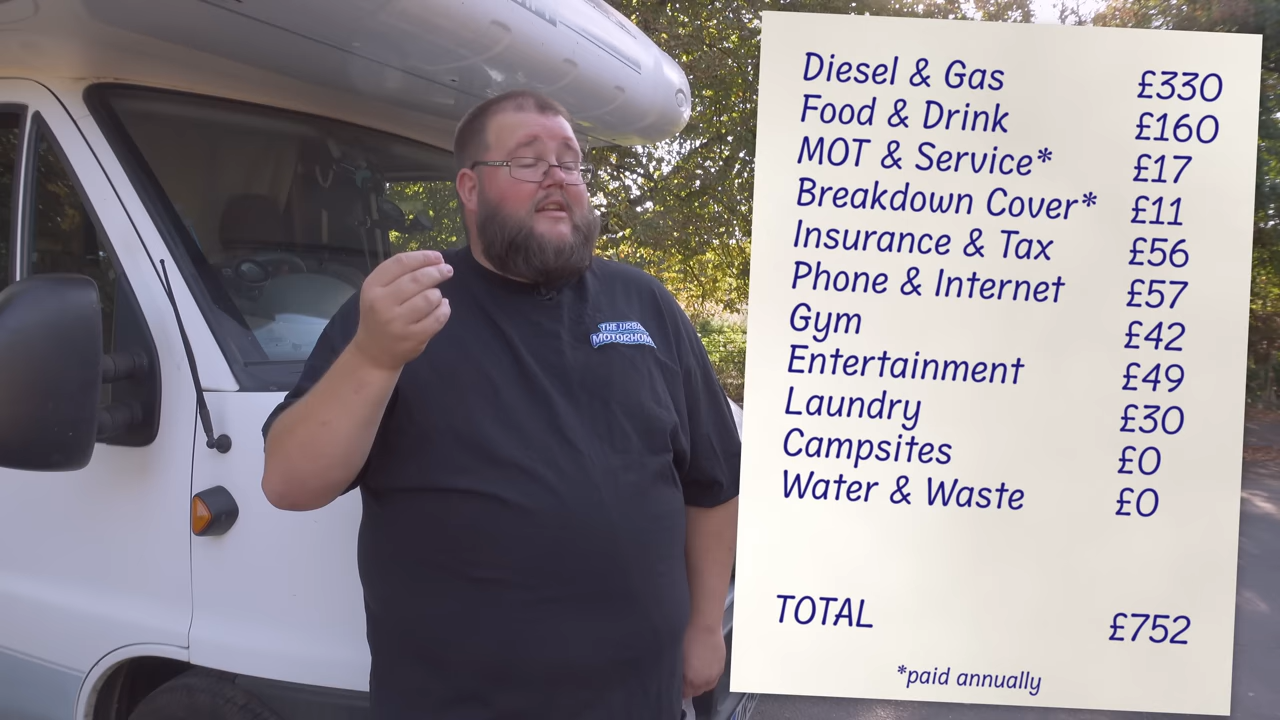 THE URBAN
MOTORHOME
Diesel & Gas £330
Food & Drink £160
MOT & Service* £17
Breakdown Cover* £11
Insurance & Tax £56
Phone & Internet £57
Gym £42
Entertainment £49
Laundry £30
Campsites £0
Water & Waste £0
TOTAL £752
*paid annually